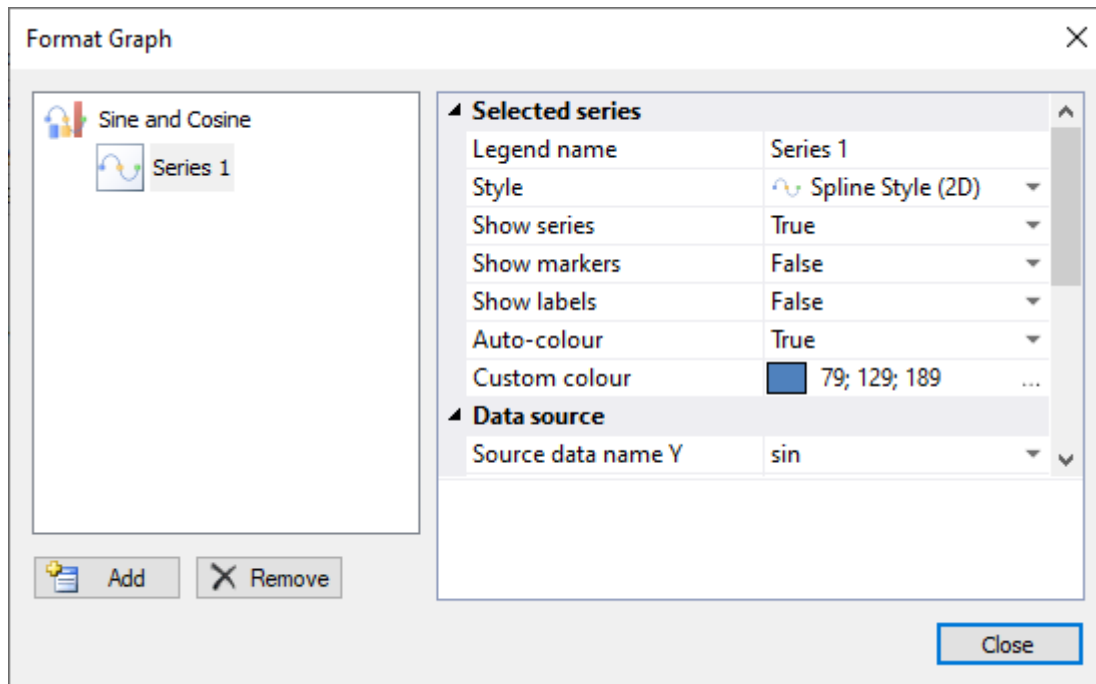 Format Graph
Sine and Cosine
Series 1
Selected series
Legend name Series 1
Style Spline Style (2D)
Show series True
Show markers False
Show labels False
Auto-colour True
Custom colour 79; 129; 189 ...
Data source
Source data name Y sin
Add Remove
Close